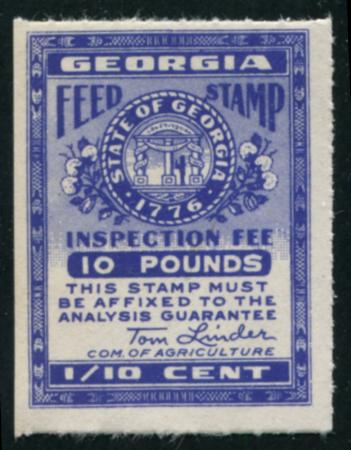 GEORGIA
FEED STAMP
STATE OF GEORGIA
1776
INSPECTION FEE
10 POUNDS
THIS STAMP MUST
BE AFFIXED TO THE
ANALYSIS GUARANTEE
Tom Linder
COM. OF AGRICULTURE
1/10 CENT